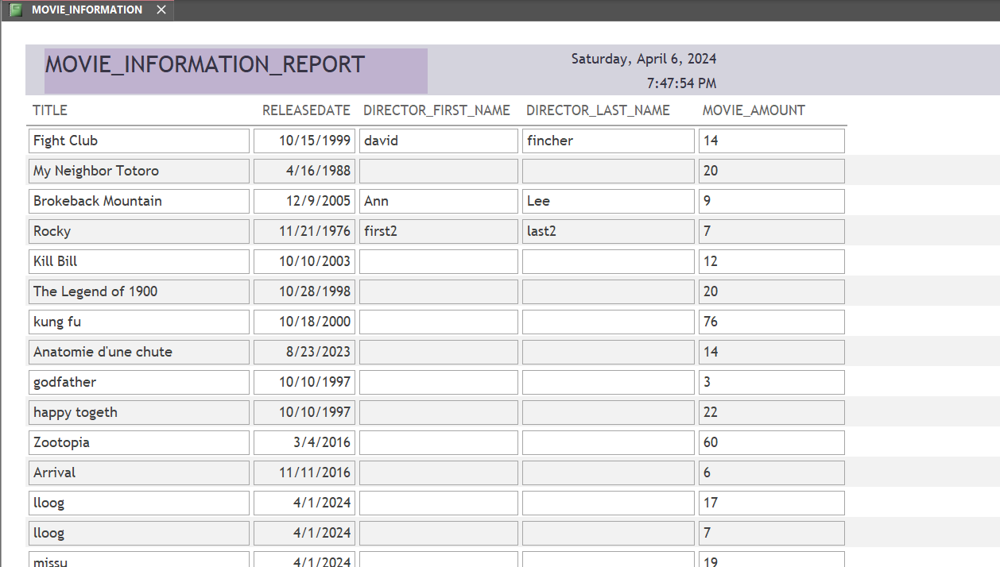 MOVIE_INFORMATION
MOVIE_INFORMATION_REPORT
Saturday, April 6, 2024
7:47:54 PM
TITLE RELEASEDATE DIRECTOR_FIRST_NAME DIRECTOR_LAST_NAME MOVIE_AMOUNT
Fight Club 10/15/1999 david fincher 14
My Neighbor Totoro 4/16/1988 20
Brokeback Mountain 12/9/2005 Ann Lee 9
Rocky 11/21/1976 first2 last2 7
Kill Bill 10/10/2003 12
The Legend of 1900 10/28/1998 20
kung fu 10/18/2000 76
Anatomie d'une chute 8/23/2023 14
godfather 10/10/1997 3
happy togeth 10/10/1997 22
Zootopia 3/4/2016 60
Arrival 11/11/2016 6
lloog 4/1/2024 17
lloog 4/1/2024 7
missu 4/1/2024 19